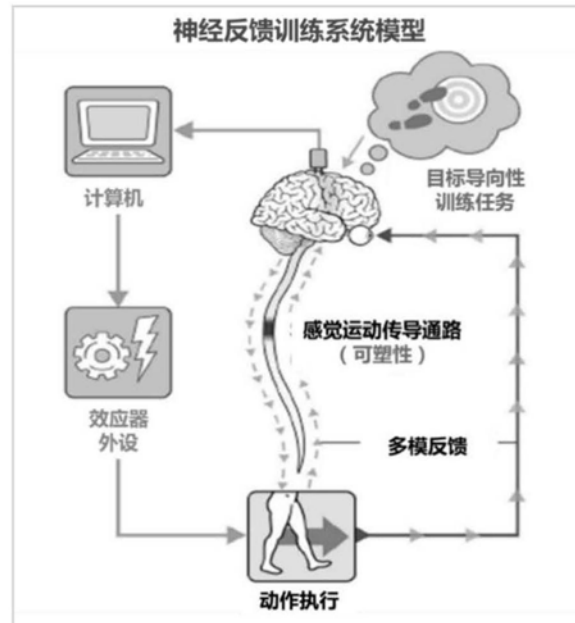 神经反馈训练系统模型
计算机
目标导向性
训练任务
感觉运动传导通路
（可塑性）
效应器
外设
多模反馈
动作执行